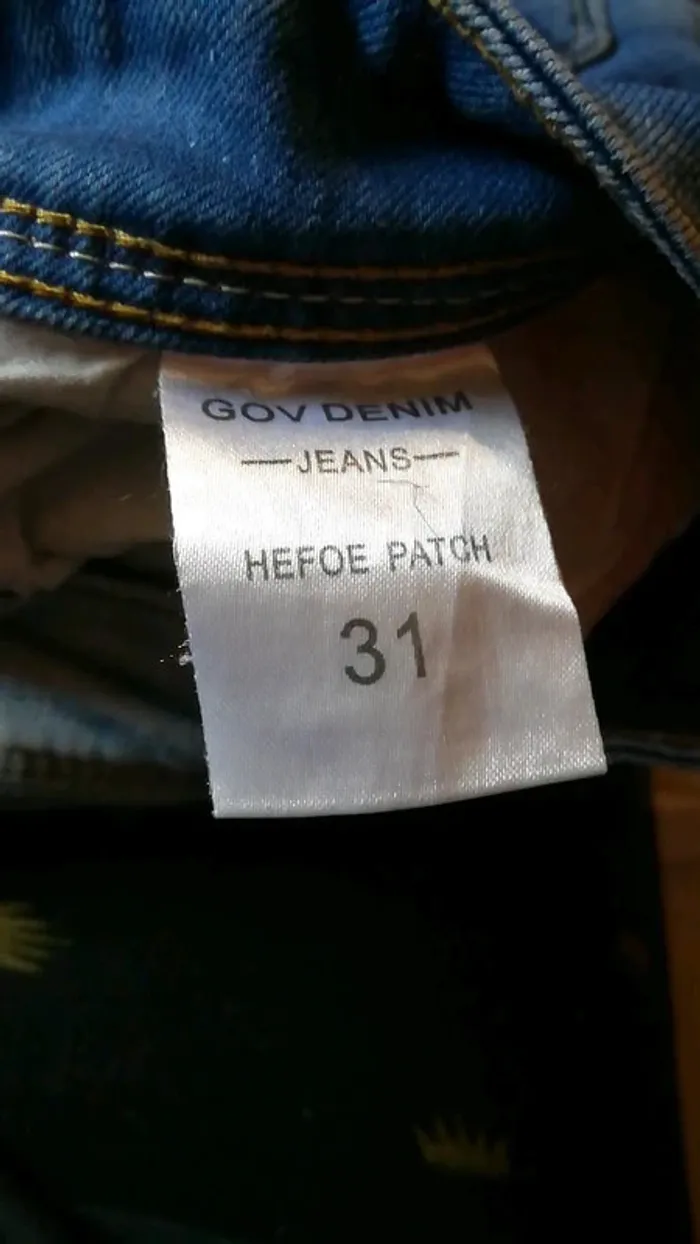 GOV DENIM
—JEANS—
HEFOE PATCH
31